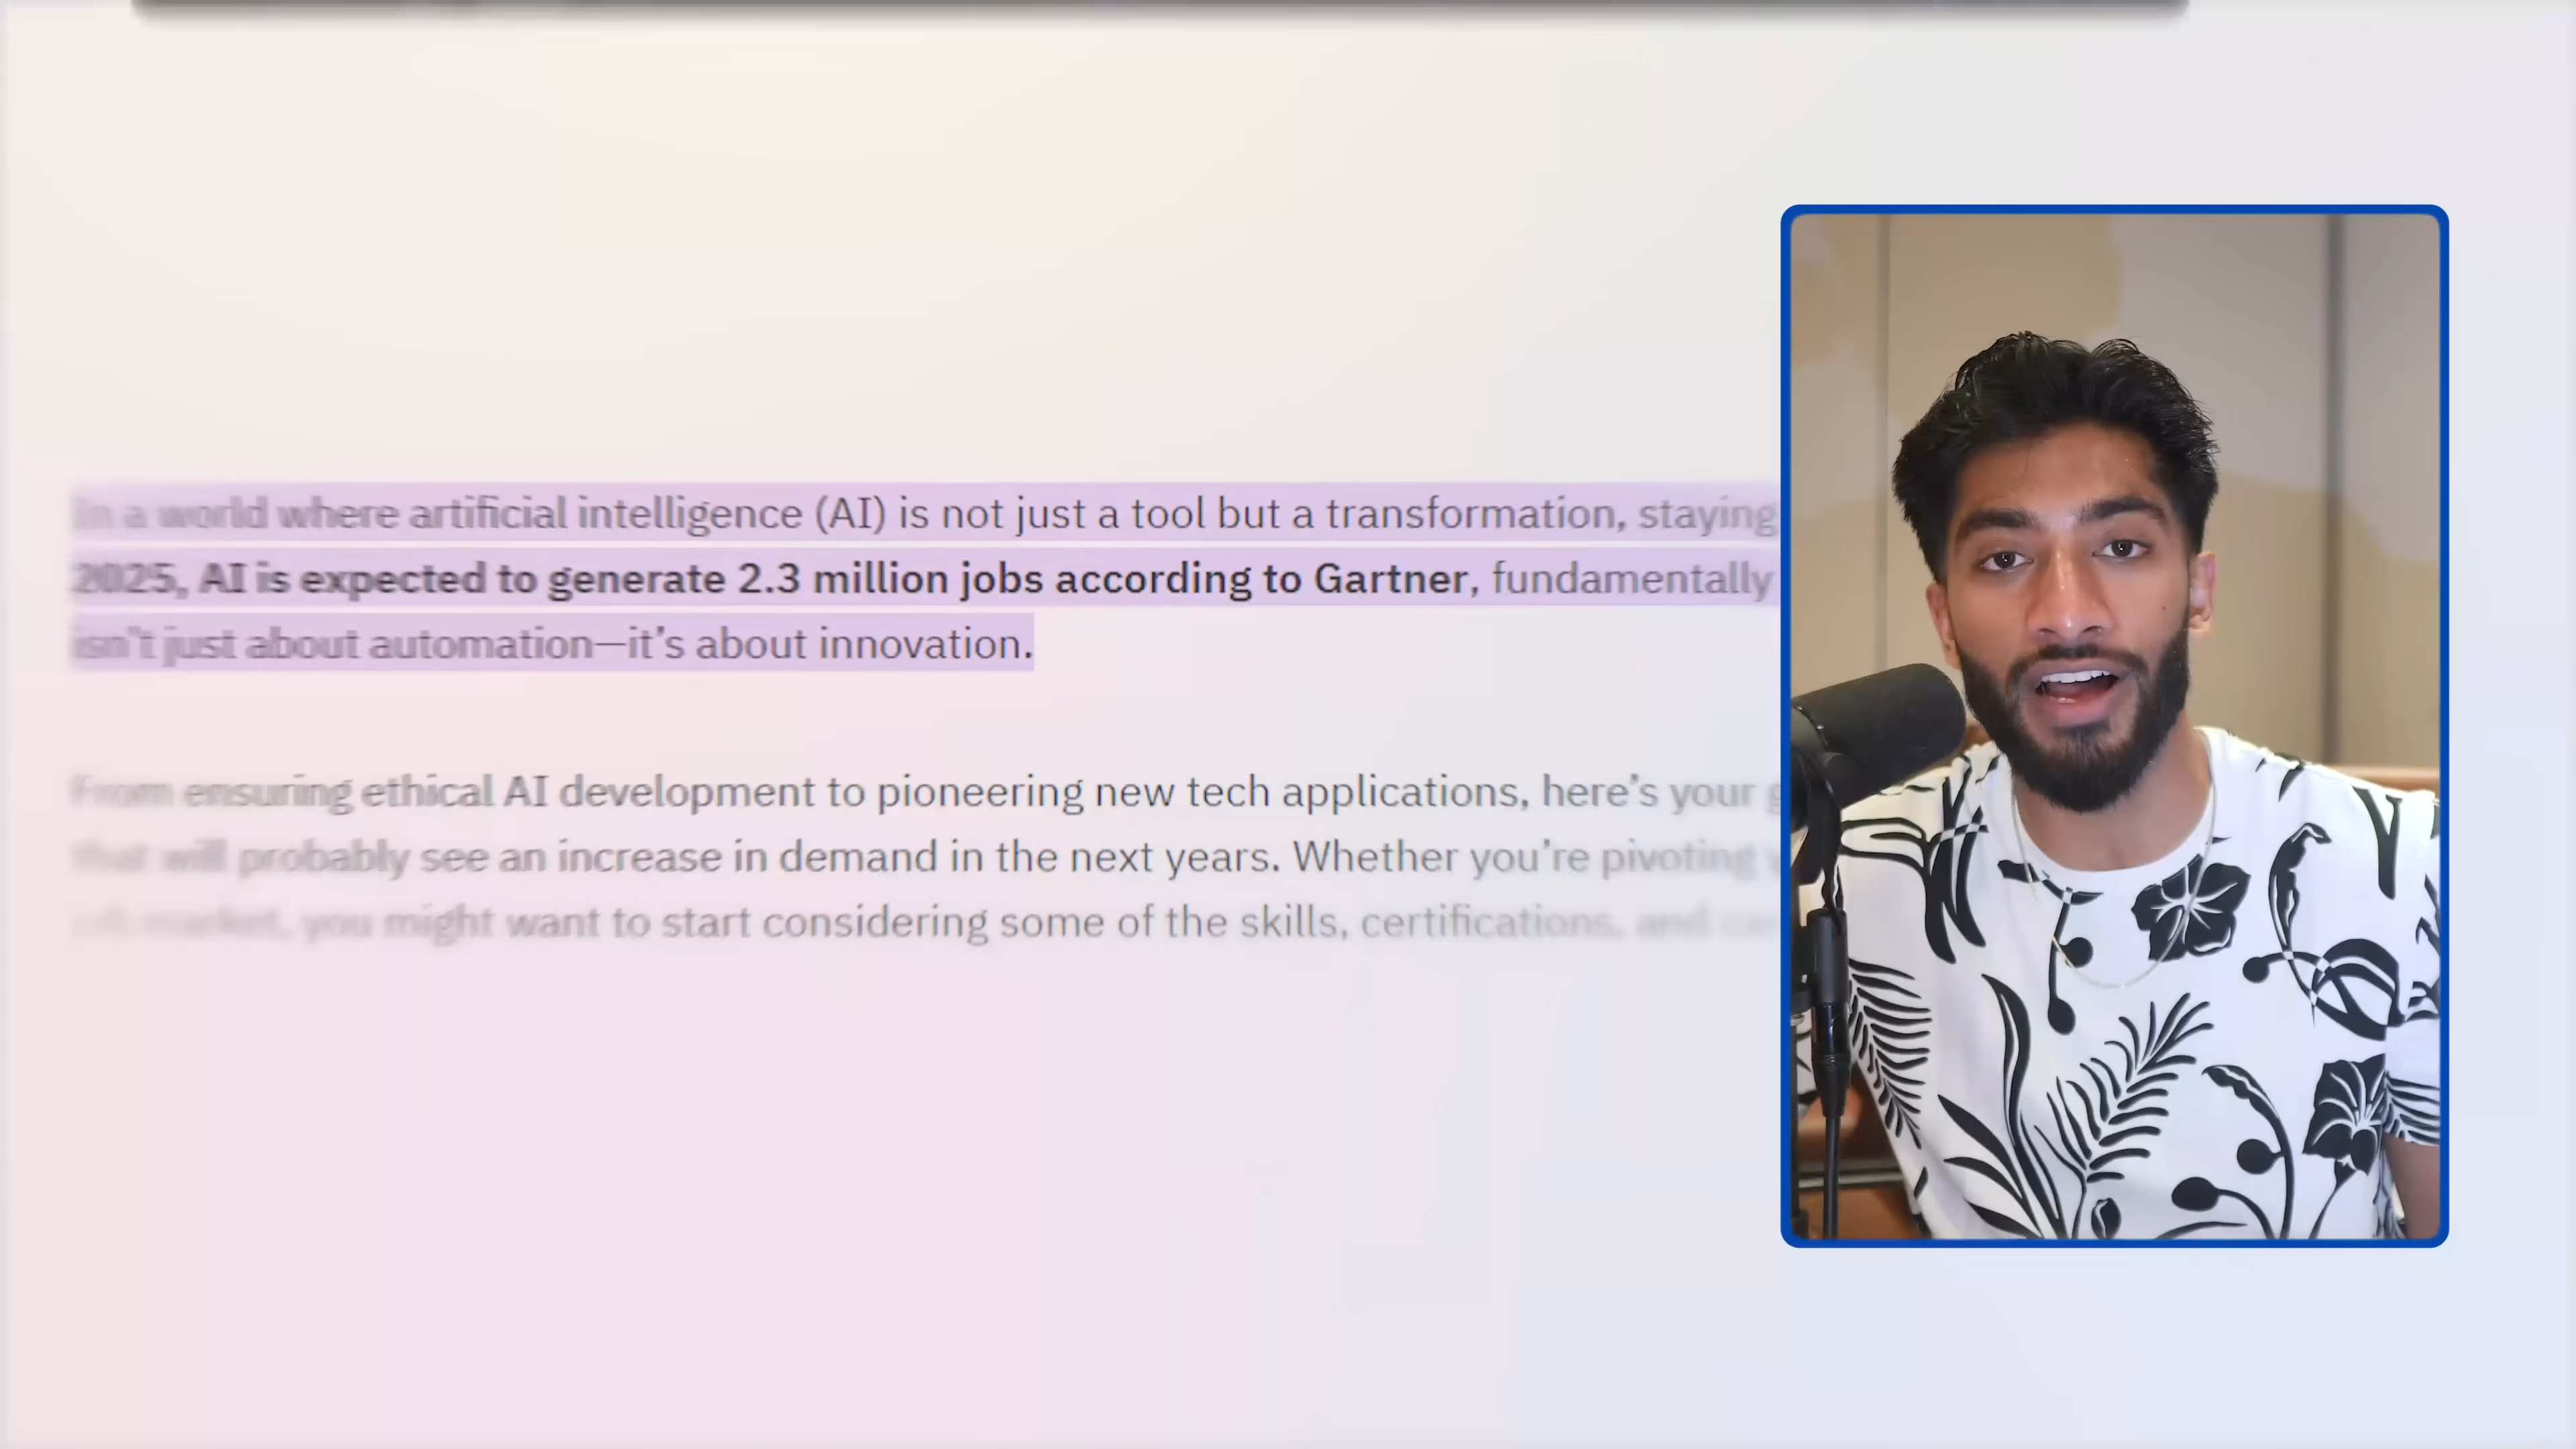 In a world where artificial intelligence (AI) is not just a tool but a transformation, staying
2025, AI is expected to generate 2.3 million jobs according to Gartner, fundamentally
isn't just about automation—it's about innovation.
From ensuring ethical AI development to pioneering new tech applications, here's your
that will probably see an increase in demand in the next years. Whether you're pivoting
job market, you might want to start considering some of the skills, certifications, and